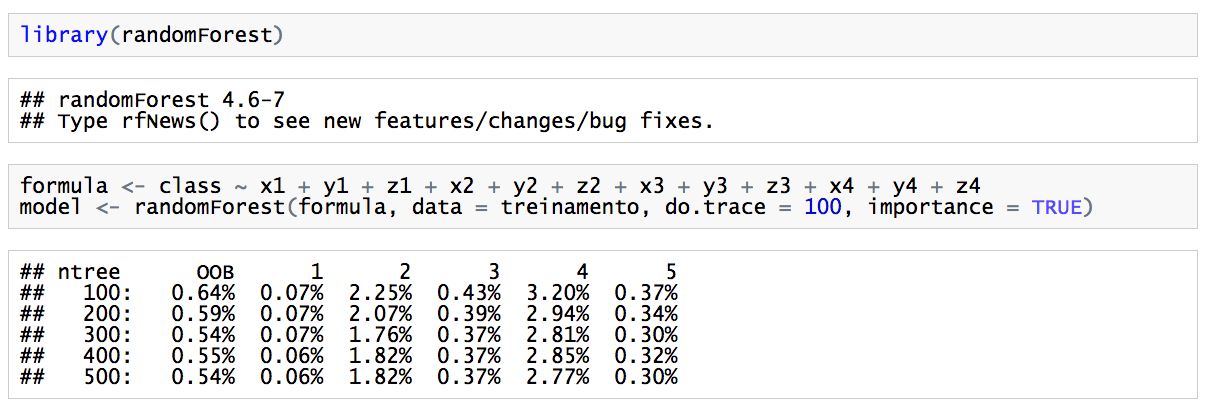 library(randomForest)
## randomForest 4.6-7
## Type rfNews() to see new features/changes/bug fixes.
formula <- class ~ x1 + y1 + z1 + x2 + y2 + z2 + x3 + y3 + z3 + x4 + y4 + z4
model <- randomForest(formula, data = treinamento, do.trace = 100, importance = TRUE)
## ntree      OOB      1      2      3      4      5
##   100:   0.64%  0.07%  2.25%  0.43%  3.20%  0.37%
##   200:   0.59%  0.07%  2.07%  0.39%  2.94%  0.34%
##   300:   0.54%  0.07%  1.76%  0.37%  2.81%  0.30%
##   400:   0.55%  0.06%  1.82%  0.37%  2.85%  0.32%
##   500:   0.54%  0.06%  1.82%  0.37%  2.77%  0.30%